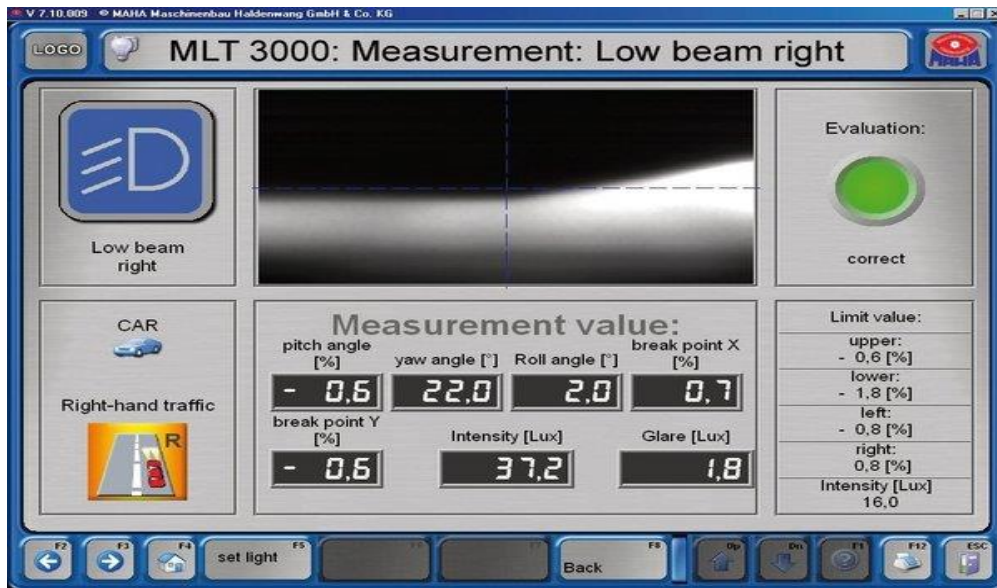 V 7.10.009 © MAHA Maschinenbau Haldenwang GmbH & Co. KG
LOGO
MLT 3000: Measurement: Low beam right
MAHA
Low beam
right
Evaluation:
correct
CAR
Right-hand traffic
R
Measurement value:
pitch angle
[%]
yaw angle [°]
Roll angle [°]
break point X
[%]
- 0,6
22,0
2,0
0,7
break point Y
[%]
Intensity [Lux]
Glare [Lux]
- 0,6
37,2
1,8
Limit value:
upper:
- 0,6 [%]
lower:
- 1,8 [%]
left:
- 0,8 [%]
right:
0,8 [%]
Intensity [Lux]
16,0
F2
F3
F4
set light F5
F6
F7
Back F8
Up
Dn
F1
F12
ESC